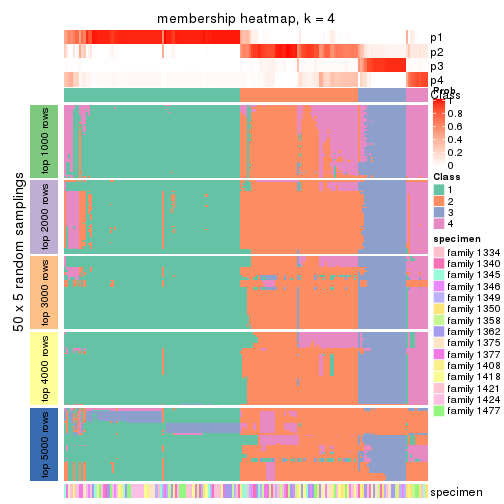 membership heatmap, k = 4
p1
p2
p3
p4
Prob
Class
1
0.8
0.6
0.4
0.2
0
Class
1
2
3
4
specimen
family 1334
family 1340
family 1345
family 1346
family 1349
family 1350
family 1358
family 1362
family 1375
family 1377
family 1408
family 1418
family 1421
family 1424
family 1477
50 x 5 random samplings
top 1000 rows
top 2000 rows
top 3000 rows
top 4000 rows
top 5000 rows
specimen